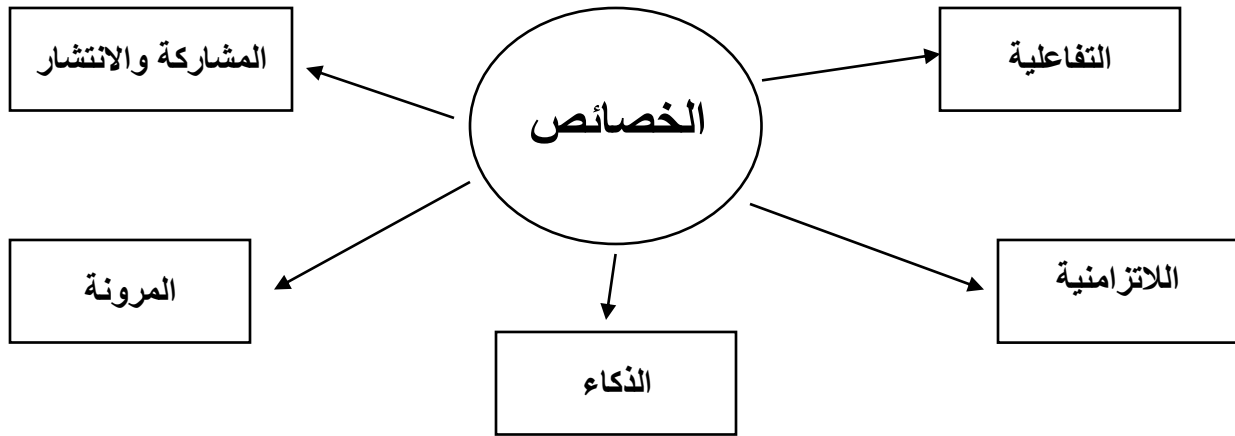 الخصائص
التفاعلية
المشاركة والانتشار
اللاتزامنية
المرونة
الذكاء